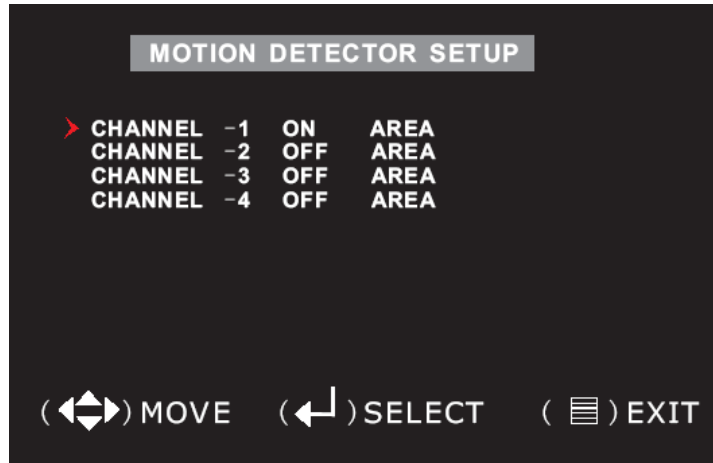 MOTION DETECTOR SETUP
CHANNEL -1 ON AREA
CHANNEL -2 OFF AREA
CHANNEL -3 OFF AREA
CHANNEL -4 OFF AREA
( ) MOVE ( ) SELECT ( ) EXIT